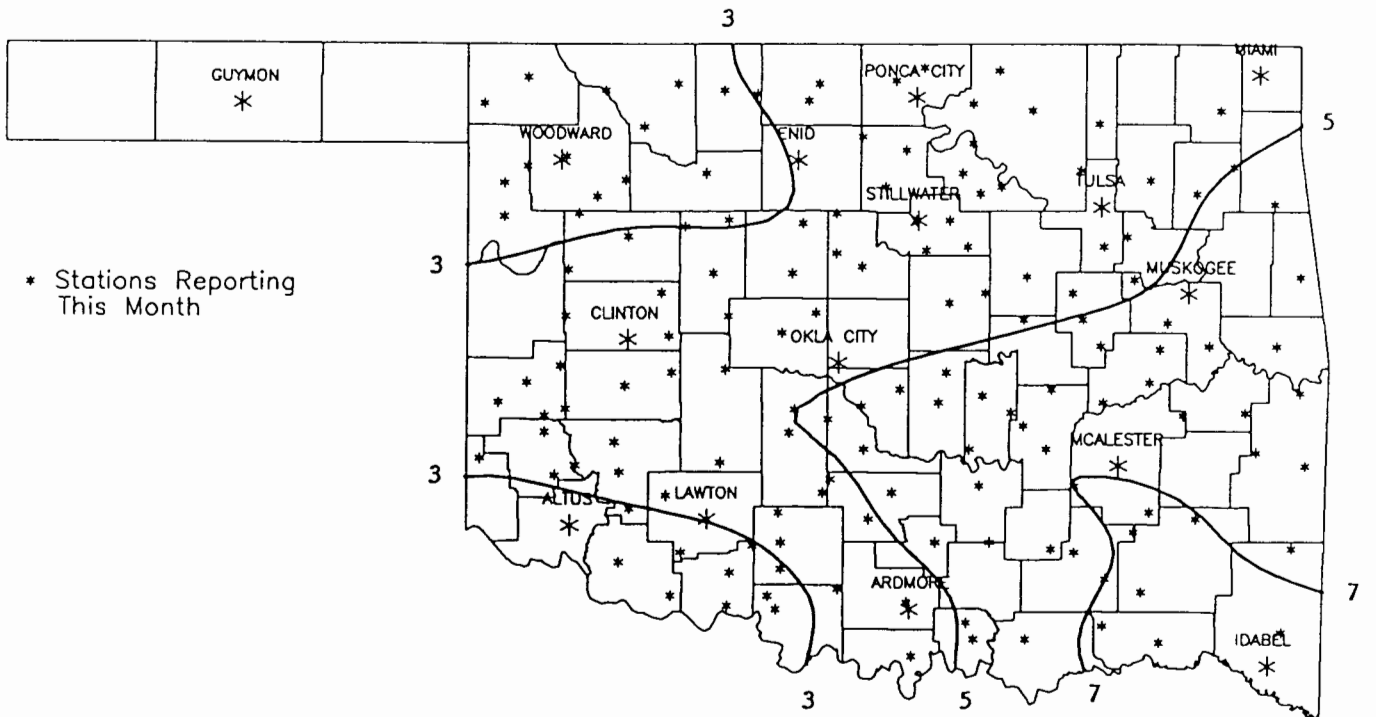 3
MIAMI
GUYMON
PONCA CITY
5
WOODWARD
ENID
TULSA
STILLWATER
3
MUSKOGEE
* Stations Reporting
This Month
CLINTON
OKLA CITY
MCALESTER
3
LAWTON
ALTUS
ARDMORE
7
IDABEL
3
5
7